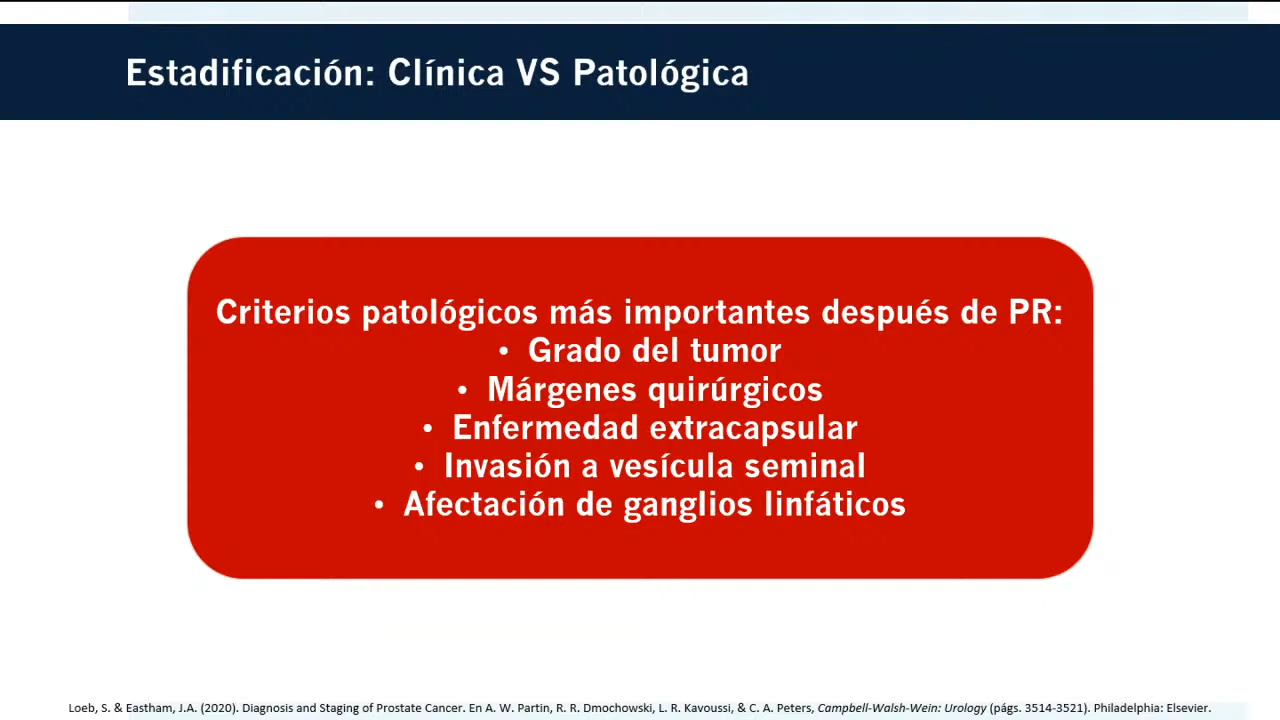 Estadificación: Clínica VS Patológica
Criterios patológicos más importantes después de PR:
• Grado del tumor
• Márgenes quirúrgicos
• Enfermedad extracapsular
• Invasión a vesícula seminal
• Afectación de ganglios linfáticos
Loeb, S. & Eastham, J.A. (2020). Diagnosis and Staging of Prostate Cancer. En A. W. Partin, R. R. Dmochowski, L. R. Kavoussi, & C. A. Peters, Campbell-Walsh-Wein: Urology (págs. 3514-3521). Philadelphia: Elsevier.